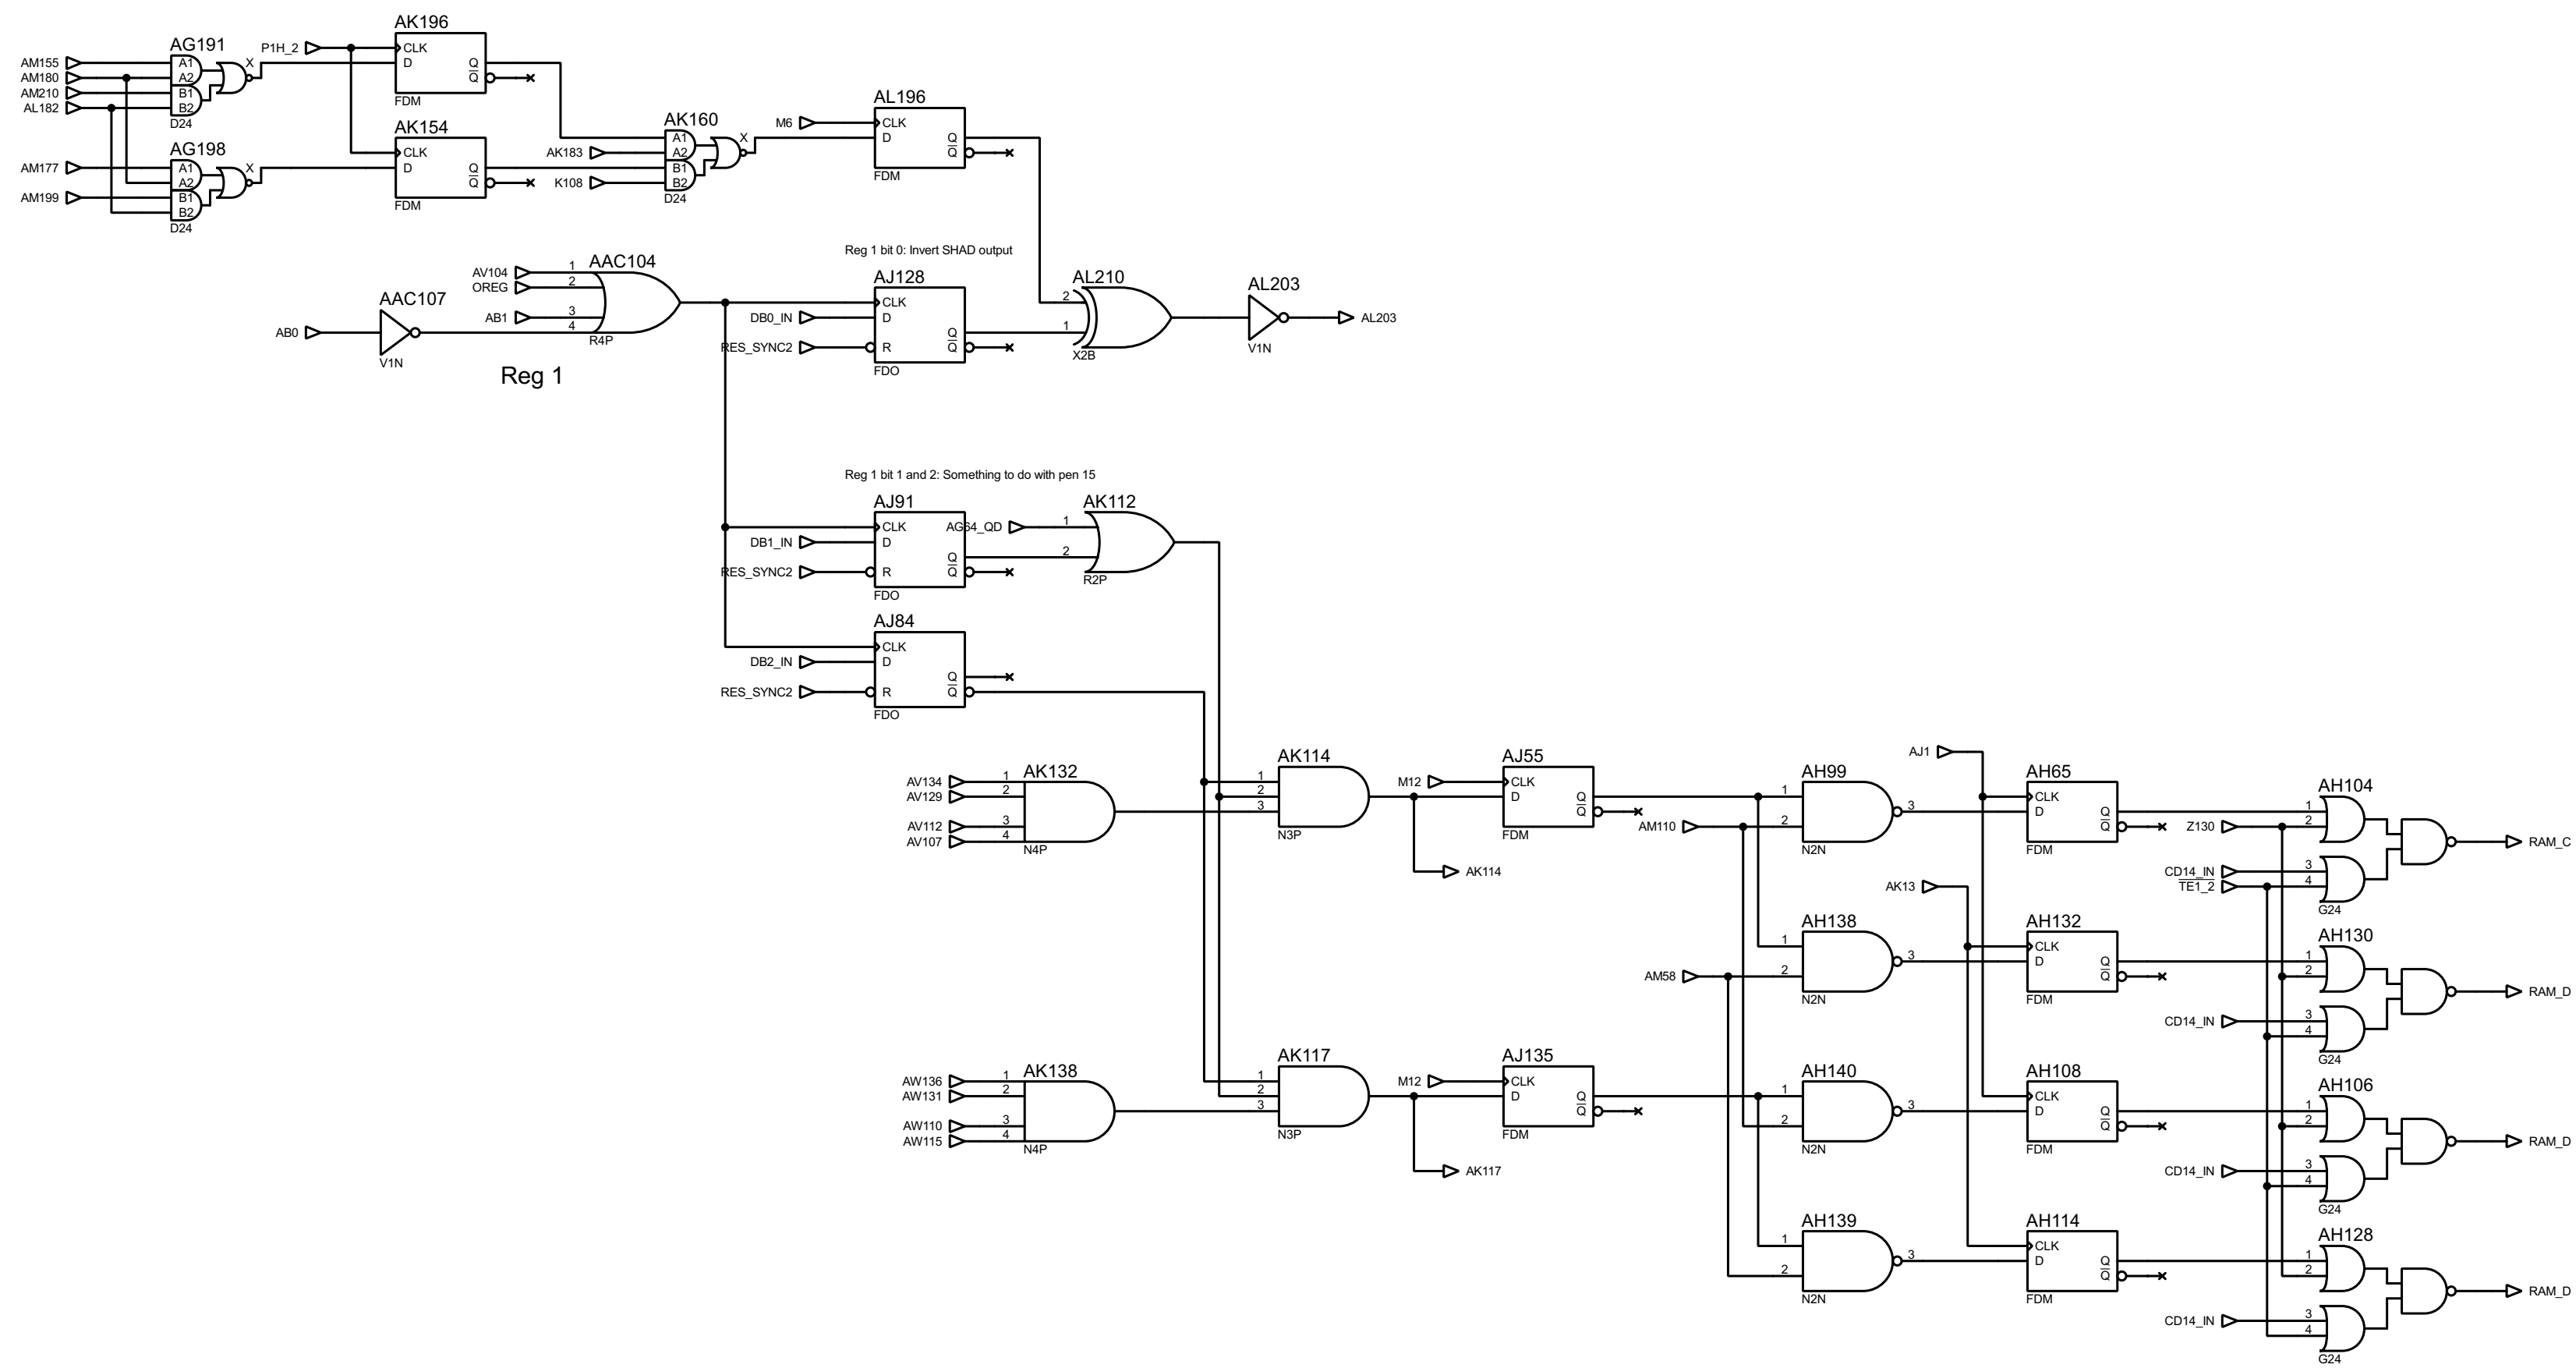 AG191
AM155
AM180
AM210
AL182
A1
A2
B1
B2
X
D24
P1H_2
AK196
CLK
D
Q
Q
FDM
AG198
AM177
AM199
A1
A2
B1
B2
X
D24
AK154
CLK
D
Q
Q
FDM
AK160
AK183
K108
A1
A2
B1
B2
X
D24
M6
AL196
CLK
D
Q
Q
FDM
AB0
AAC107
V1N
AV104
OREG
AB1
1
2
3
4
AAC104
R4P
Reg 1
Reg 1 bit 0: Invert SHAD output
AJ128
DB0_IN
RES_SYNC2
CLK
D
R
Q
Q
FDO
AL210
2
1
X2B
AL203
V1N
AL203
Reg 1 bit 1 and 2: Something to do with pen 15
AJ91
DB1_IN
RES_SYNC2
CLK
D
R
Q
Q
FDO
AG64_QD
AK112
1
2
R2P
AJ84
DB2_IN
RES_SYNC2
CLK
D
R
Q
Q
FDO
AV134
AV129
AV112
AV107
1
2
3
4
AK132
N4P
AK114
1
2
3
N3P
AK114
M12
AJ55
CLK
D
Q
Q
FDM
AM110
AH99
1
2
3
N2N
AJ1
AH65
CLK
D
Q
Q
FDM
Z130
CD14_IN
TE1_2
AH104
1
2
3
4
G24
RAM_C
AM58
AH138
1
2
3
N2N
AK13
AH132
CLK
D
Q
Q
FDM
CD14_IN
AH130
1
2
3
4
G24
RAM_D
AW136
AW131
AW110
AW115
1
2
3
4
AK138
N4P
AK117
1
2
3
N3P
AK117
M12
AJ135
CLK
D
Q
Q
FDM
AH140
1
2
3
N2N
AH108
CLK
D
Q
Q
FDM
CD14_IN
AH106
1
2
3
4
G24
RAM_D
AH139
1
2
3
N2N
AH114
CLK
D
Q
Q
FDM
CD14_IN
AH128
1
2
3
4
G24
RAM_D